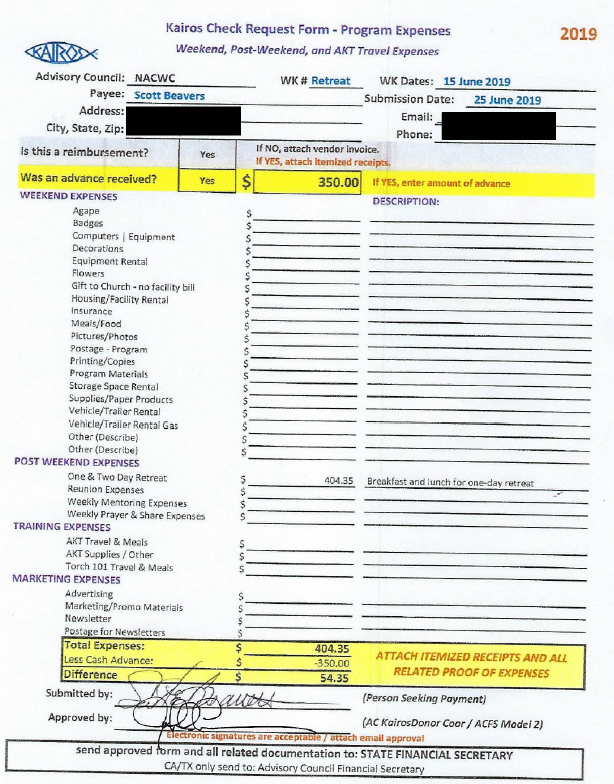 Kairos Check Request Form - Program Expenses
2019
KAIROS
Weekend, Post-Weekend, and AKT Travel Expenses
Advisory Council: NACWC WK # Retreat WK Dates: 15 June 2019
Payee: Scott Beavers Submission Date: 25 June 2019
Address: Email:
City, State, Zip: Phone:
Is this a reimbursement? Yes If NO, attach vendor invoice.
If YES, attach itemized receipts.
Was an advance received? Yes $ 350.00 If YES, enter amount of advance
WEEKEND EXPENSES DESCRIPTION:
Agape $
Badges $
Computers | Equipment $
Decorations $
Equipment Rental $
Flowers $
Gift to Church - no facility bill $
Housing/Facility Rental $
Insurance $
Meals/Food $
Pictures/Photos $
Postage - Program $
Printing/Copies $
Program Materials $
Storage Space Rental $
Supplies/Paper Products $
Vehicle/Trailer Rental $
Vehicle/Trailer Rental Gas $
Other (Describe) $
Other (Describe) $
POST WEEKEND EXPENSES
One & Two Day Retreat $ 404.35 Breakfast and lunch for one-day retreat
Reunion Expenses $
Weekly Mentoring Expenses $
Weekly Prayer & Share Expenses $
TRAINING EXPENSES
AKT Travel & Meals $
AKT Supplies / Other $
Torch 101 Travel & Meals $
MARKETING EXPENSES
Advertising $
Marketing/Promo Materials $
Newsletter $
Postage for Newsletters $
Total Expenses: $ 404.35 ATTACH ITEMIZED RECEIPTS AND ALL
Less Cash Advance: $ -350.00 RELATED PROOF OF EXPENSES
Difference $ 54.35
Submitted by: (Person Seeking Payment)
Approved by: (AC KairosDonor Coor / ACFS Model 2)
Electronic signatures are acceptable / attach email approval
send approved form and all related documentation to: STATE FINANCIAL SECRETARY
CA/TX only send to: Advisory Council Financial Secretary